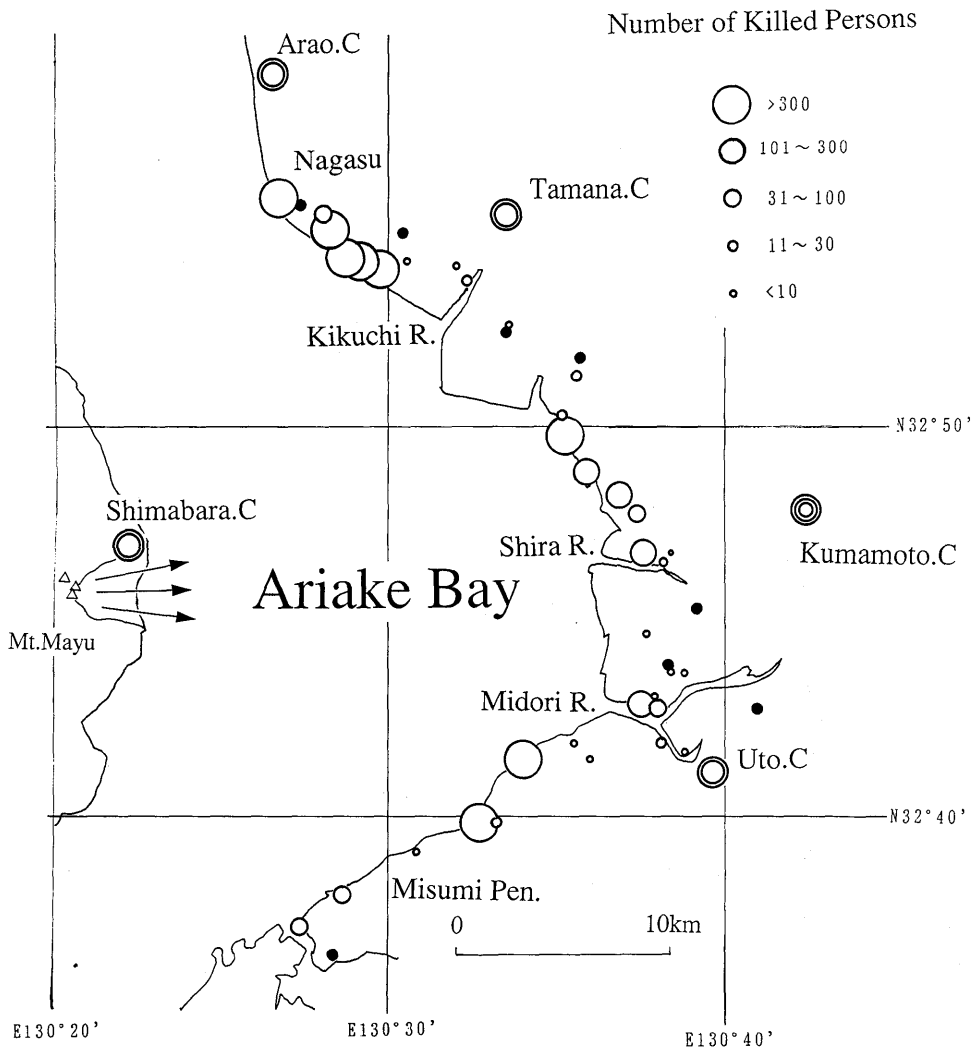 Number of Killed Persons
Arao.C
>300
101～300
Nagasu
Tamana.C
31～100
11～30
<10
Kikuchi R.
N32°50'
Shimabara.C
Shira R.
Kumamoto.C
Ariake Bay
Mt.Mayu
Midori R.
Uto.C
N32°40'
Misumi Pen.
0 10km
E130°20'
E130°30'
E130°40'